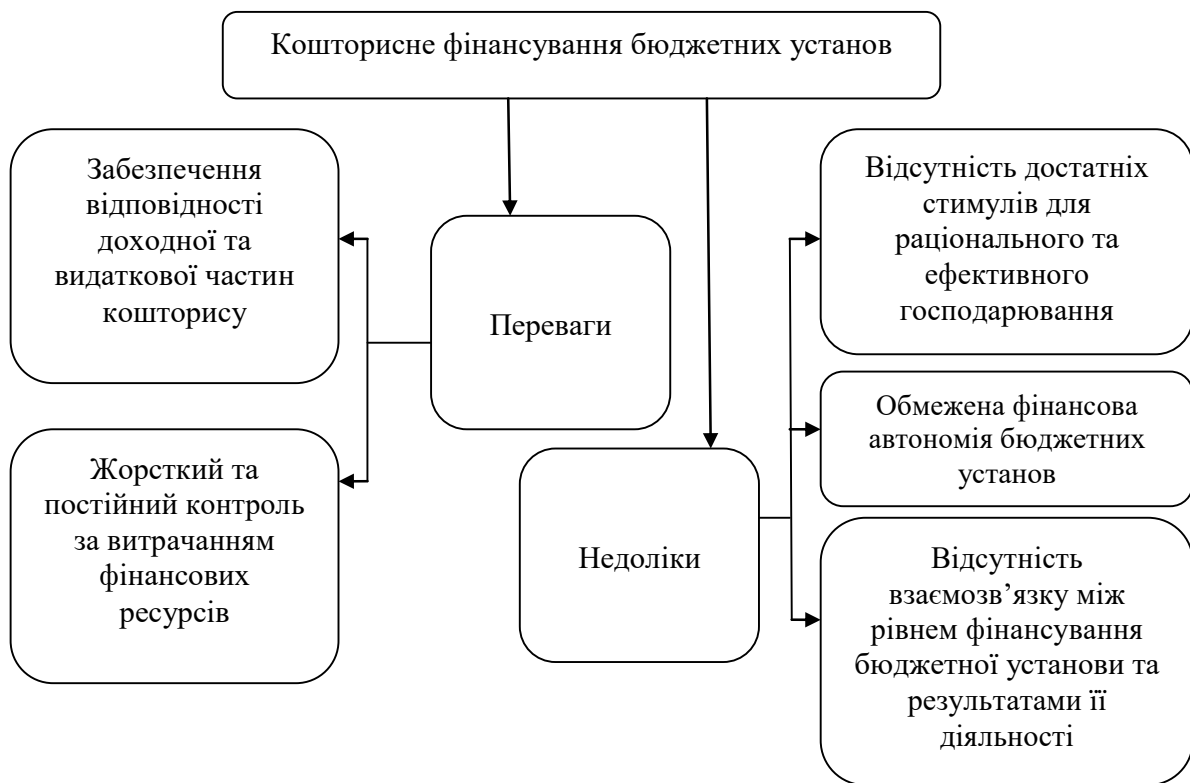 Кошторисне фінансування бюджетних установ
Забезпечення
відповідності
доходної та
видаткової частин
кошторису
Жорсткий та
постійний контроль
за витрачанням
фінансових
ресурсів
Переваги
Недоліки
Відсутність достатніх
стимулів для
раціонального та
ефективного
господарювання
Обмежена фінансова
автономія бюджетних
установ
Відсутність
взаємозв’язку між
рівнем фінансування
бюджетної установи та
результатами її
діяльності